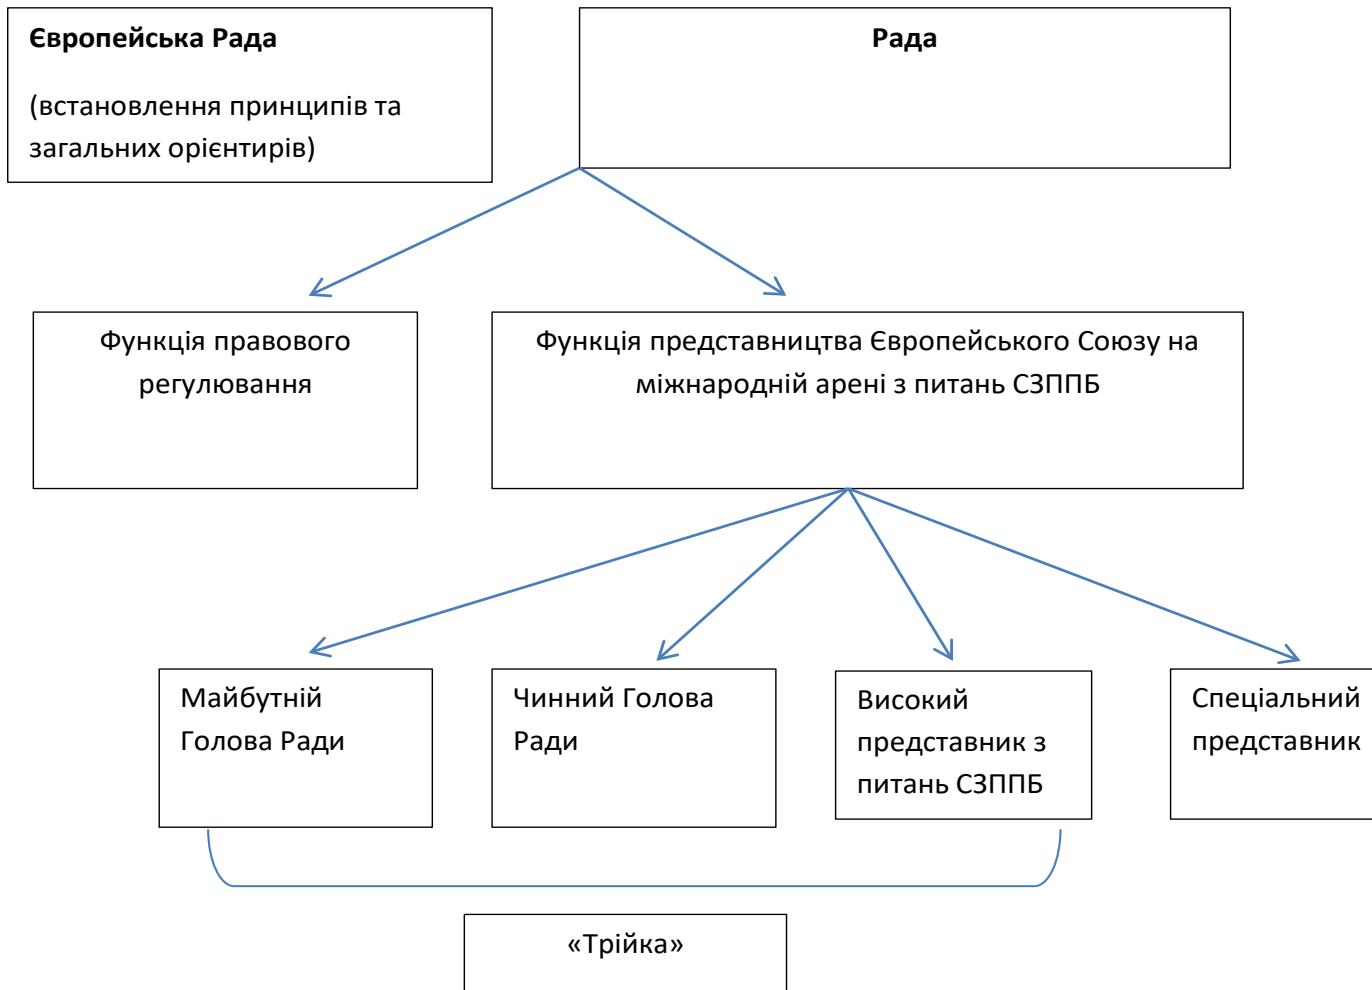 Європейська Рада
(встановлення принципів та
загальних орієнтирів)
Рада
Функція правового
регулювання
Функція представництва Європейського Союзу на
міжнародній арені з питань СЗППБ
Майбутній
Голова Ради
Чинний Голова
Ради
Високий
представник з
питань СЗППБ
Спеціальний
представник
«Трійка»